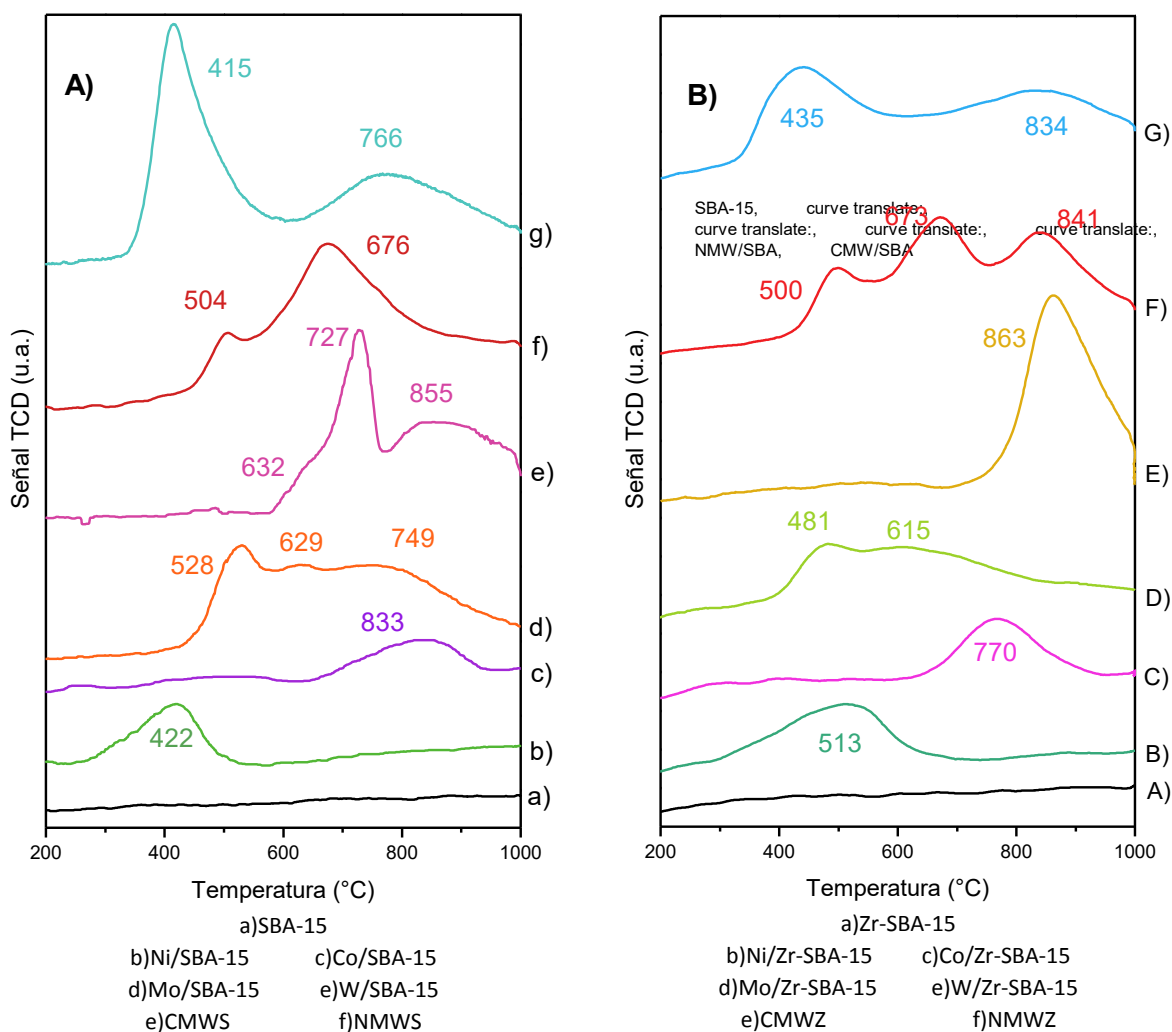 A)
415
766
g)
676
504
f)
727
855
632
e)
528
629
749
d)
833
c)
422
b)
a)
200 400 600 800 1000
Temperatura (°C)
Señal TCD (u.a.)
a)SBA-15
b)Ni/SBA-15 c)Co/SBA-15
d)Mo/SBA-15 e)W/SBA-15
e)CMWS f)NMWS
B)
435
834
G)
SBA-15, curve translate:,
curve translate:, curve translate:, curve translate:,
NMW/SBA, CMW/SBA
673
841
500
F)
863
E)
481
615
D)
770
C)
513
B)
A)
200 400 600 800 1000
Temperatura (°C)
Señal TCD (u.a.)
a)Zr-SBA-15
b)Ni/Zr-SBA-15 c)Co/Zr-SBA-15
d)Mo/Zr-SBA-15 e)W/Zr-SBA-15
e)CMWZ f)NMWZ